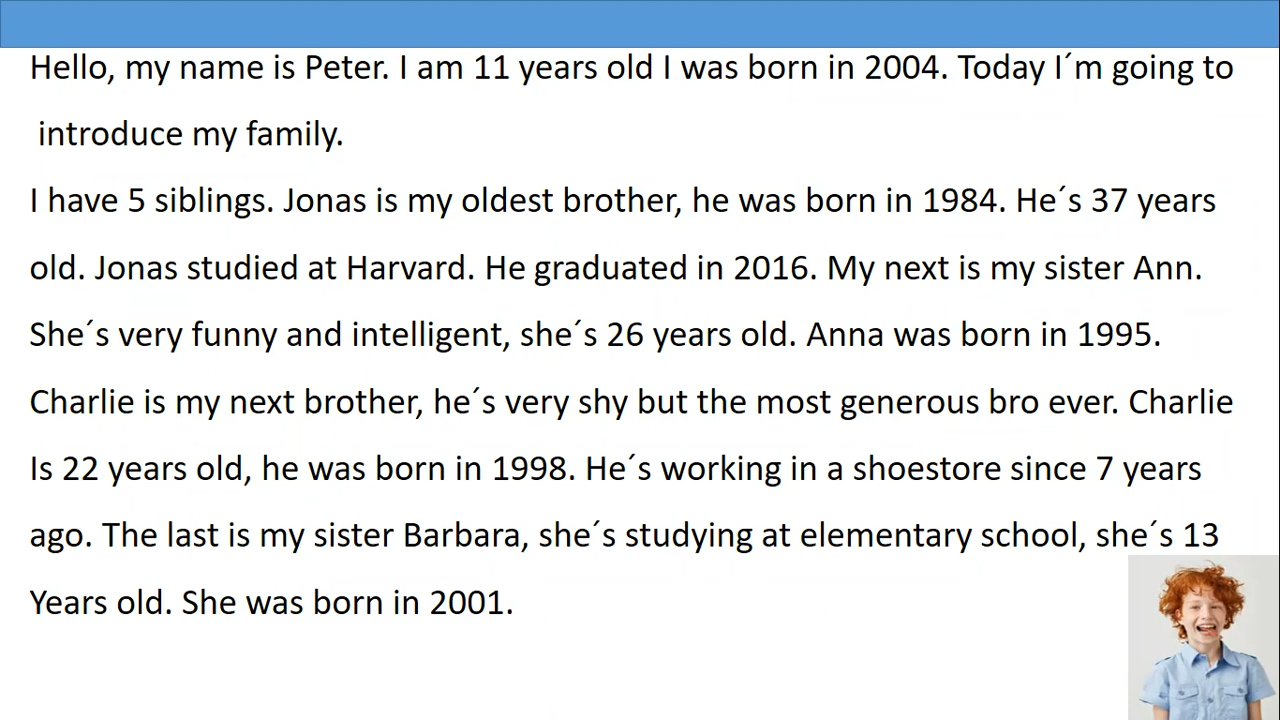 Hello, my name is Peter. I am 11 years old I was born in 2004. Today I´m going to
introduce my family.
I have 5 siblings. Jonas is my oldest brother, he was born in 1984. He´s 37 years
old. Jonas studied at Harvard. He graduated in 2016. My next is my sister Ann.
She´s very funny and intelligent, she´s 26 years old. Anna was born in 1995.
Charlie is my next brother, he´s very shy but the most generous bro ever. Charlie
Is 22 years old, he was born in 1998. He´s working in a shoestore since 7 years
ago. The last is my sister Barbara, she´s studying at elementary school, she´s 13
Years old. She was born in 2001.